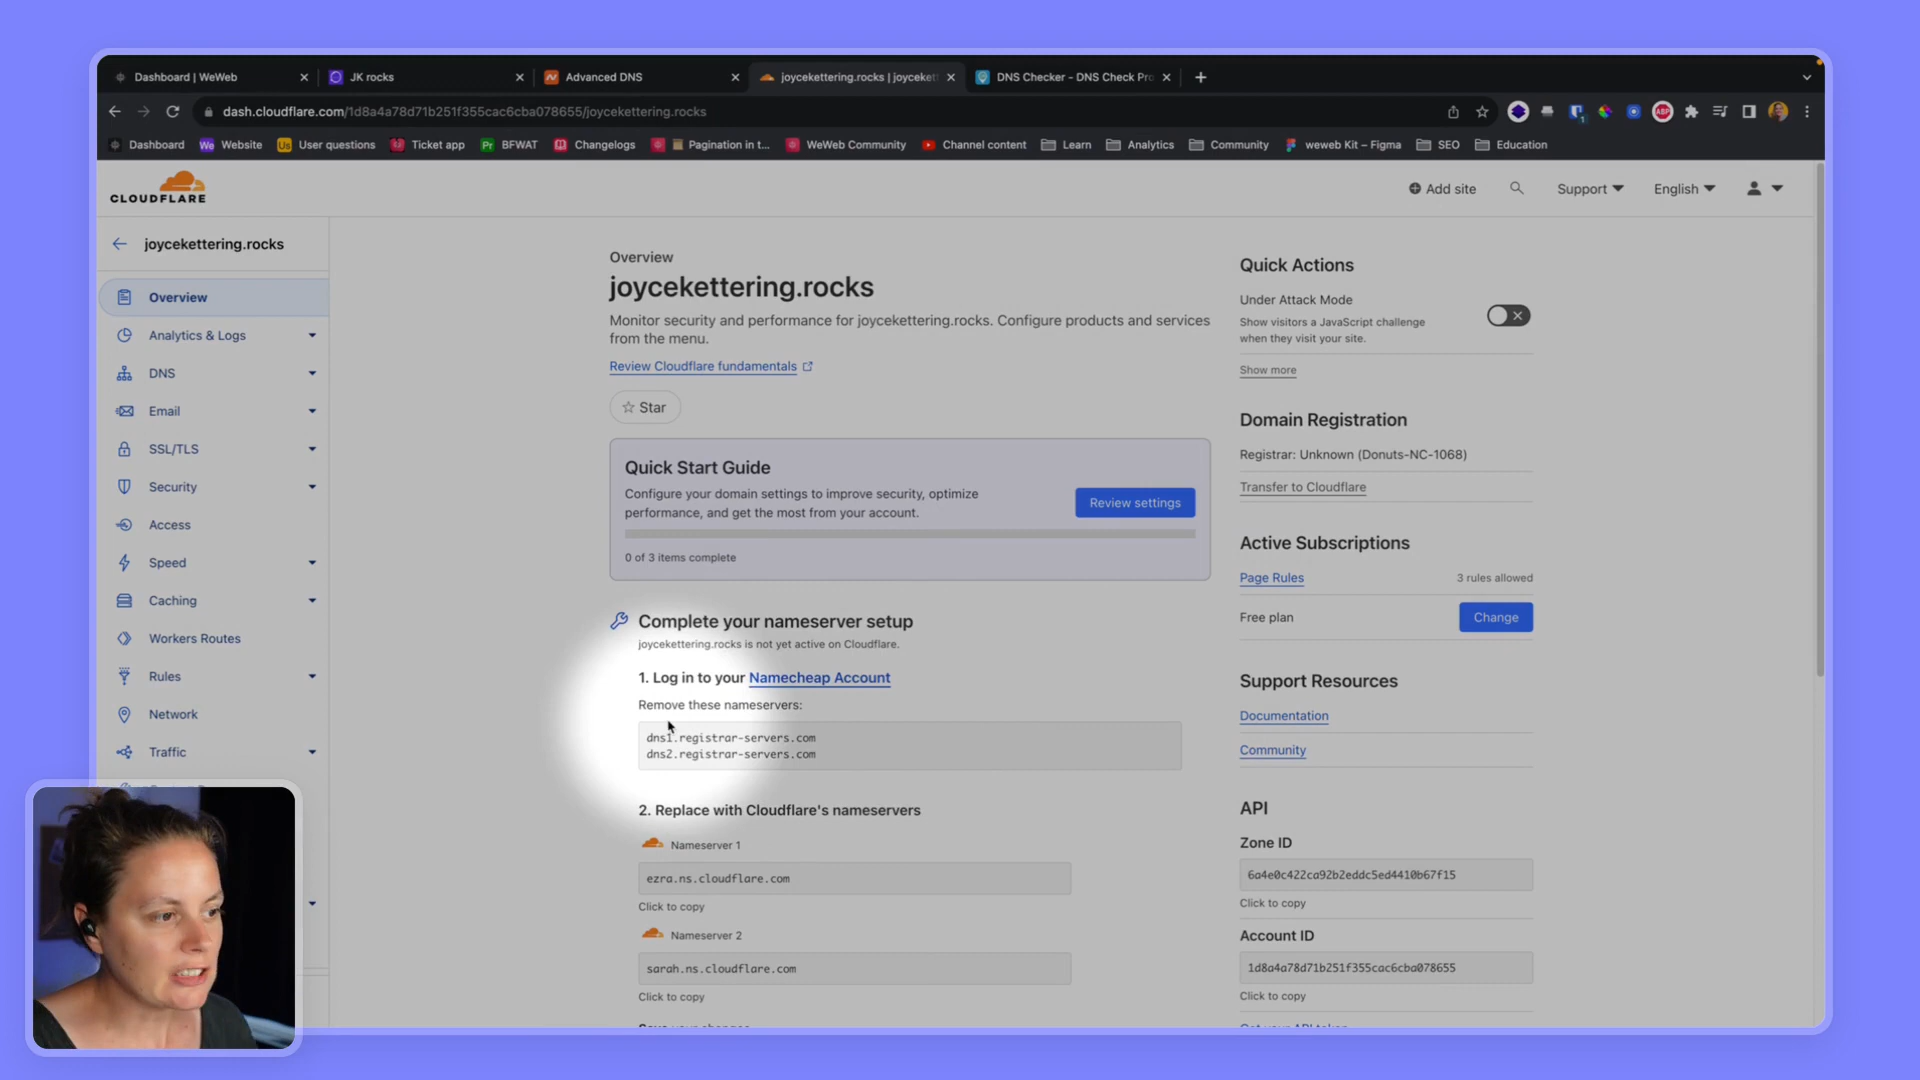 Dashboard | WeWeb
JK rocks
Advanced DNS
joycekettering.rocks | joyceket
DNS Checker - DNS Check Pro
dash.cloudflare.com/1d8a4a78d71b251f355cac6cba078655/joycekettering.rocks
Dashboard
We Website
Us User questions
Ticket app
Pr BFWAT
Changelogs
Pagination in t...
WeWeb Community
Channel content
Learn
Analytics
Community
weweb Kit – Figma
SEO
Education
CLOUDFLARE
Add site
Support
English
joycekettering.rocks
Overview
Analytics & Logs
DNS
Email
SSL/TLS
Security
Access
Speed
Caching
Workers Routes
Rules
Network
Traffic
Overview
joycekettering.rocks
Monitor security and performance for joycekettering.rocks. Configure products and services
from the menu.
Review Cloudflare fundamentals
Star
Quick Start Guide
Configure your domain settings to improve security, optimize
performance, and get the most from your account.
Review settings
0 of 3 items complete
Complete your nameserver setup
joycekettering.rocks is not yet active on Cloudflare.
1. Log in to your Namecheap Account
Remove these nameservers:
dns1.registrar-servers.com
dns2.registrar-servers.com
2. Replace with Cloudflare's nameservers
Nameserver 1
ezra.ns.cloudflare.com
Click to copy
Nameserver 2
sarah.ns.cloudflare.com
Click to copy
Quick Actions
Under Attack Mode
Show visitors a JavaScript challenge
when they visit your site.
Show more
Domain Registration
Registrar: Unknown (Donuts-NC-1068)
Transfer to Cloudflare
Active Subscriptions
Page Rules
3 rules allowed
Free plan
Change
Support Resources
Documentation
Community
API
Zone ID
6a4e0c422ca92b2eddc5ed4410b67f15
Click to copy
Account ID
1d8a4a78d71b251f355cac6cba078655
Click to copy